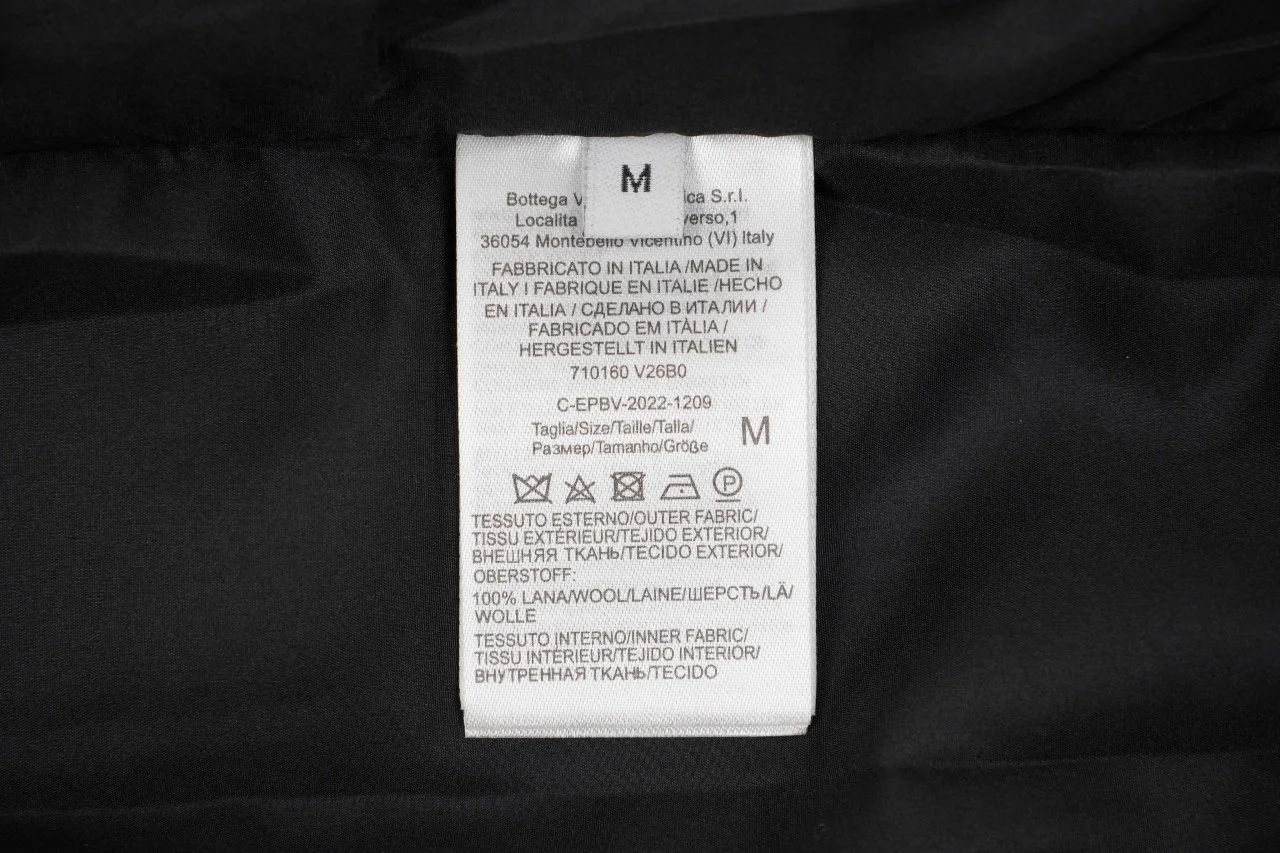 M
Bottega V ica S.r.l.
Localita verso,1
36054 Montebello Vicentino (VI) Italy
FABBRICATO IN ITALIA /MADE IN
ITALY I FABRIQUE EN ITALIE /HECHO
EN ITALIA / СДЕЛАНО В ИТАЛИИ /
FABRICADO EM ITÀLIA /
HERGESTELLT IN ITALIEN
710160 V26B0
C-EPBV-2022-1209
Taglia/Size/Taille/Talla/
Размер/Tamanho/Größe M
P
TESSUTO ESTERNO/OUTER FABRIC/
TISSU EXTÉRIEUR/TEJIDO EXTERIOR/
ВНЕШНЯЯ ТКАНЬ/TECIDO EXTERIOR/
OBERSTOFF:
100% LANA/WOOL/LAINE/ШЕРСТЬ/LÃ/
WOLLE
TESSUTO INTERNO/INNER FABRIC/
TISSU INTÉRIEUR/TEJIDO INTERIOR/
ВНУТРЕННАЯ ТКАНЬ/TECIDO